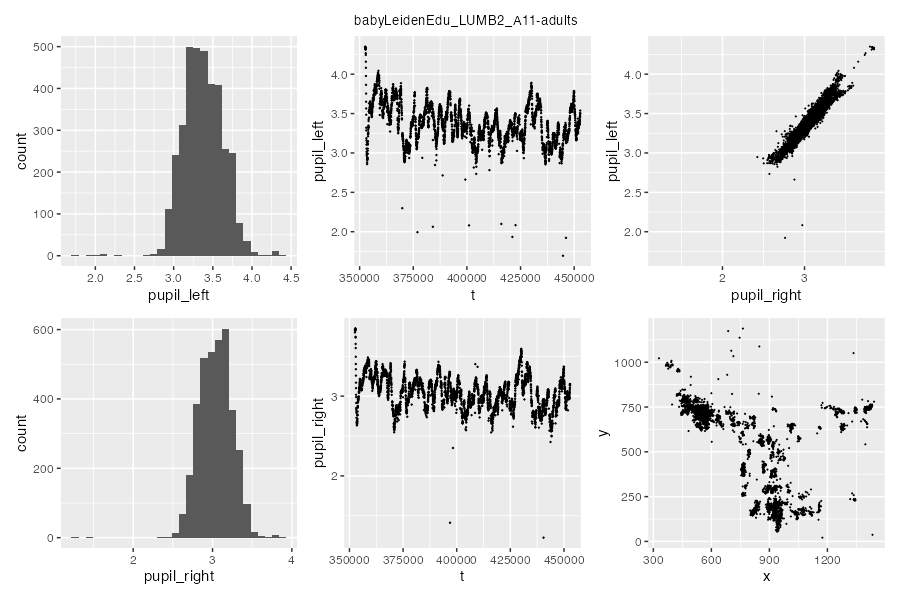 babyLeidenEdu_LUMB2_A11-adults
count
500
400
300
200
100
0
2.0 2.5 3.0 3.5 4.0 4.5
pupil_left
pupil_left
4.0
3.5
3.0
2.5
2.0
350000 375000 400000 425000 450000
t
pupil_left
4.0
3.5
3.0
2.5
2.0
2 3
pupil_right
count
600
400
200
0
2 3 4
pupil_right
pupil_right
3
2
350000 375000 400000 425000 450000
t
y
1000
750
500
250
0
300 600 900 1200
x